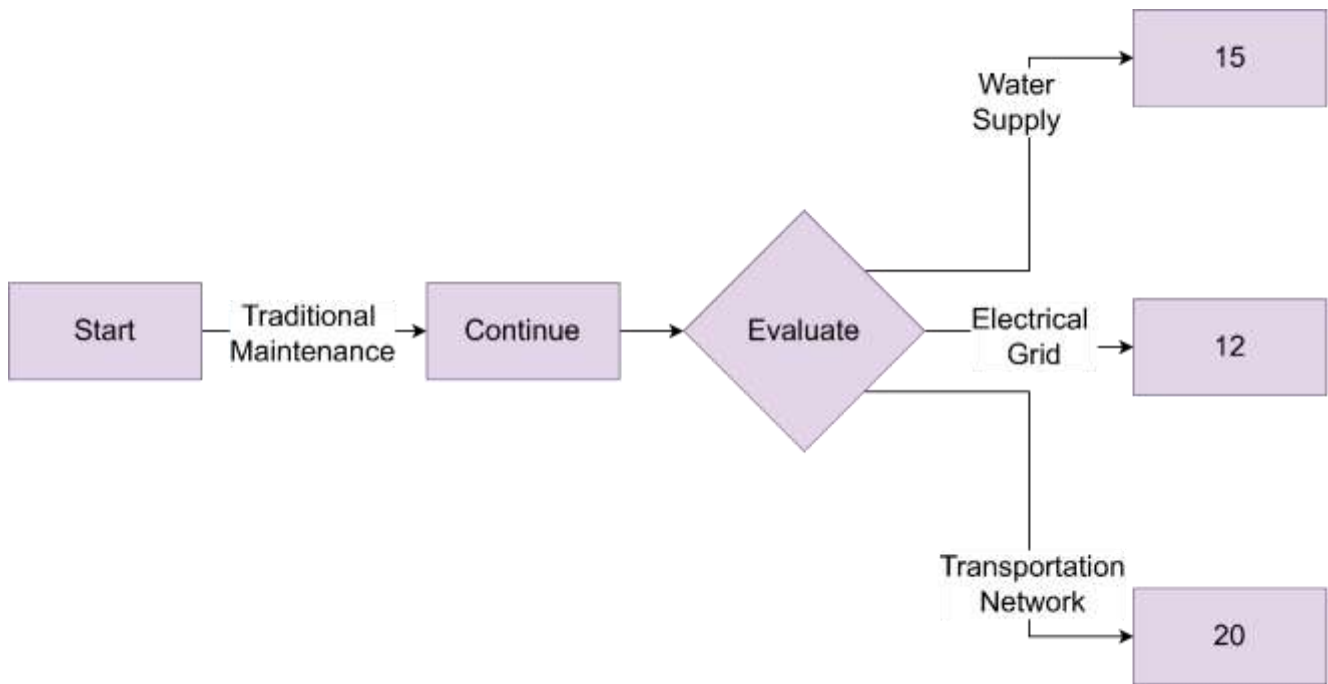 15
Water
Supply
Start
Traditional
Maintenance
Continue
Evaluate
Electrical
Grid
12
Transportation
Network
20